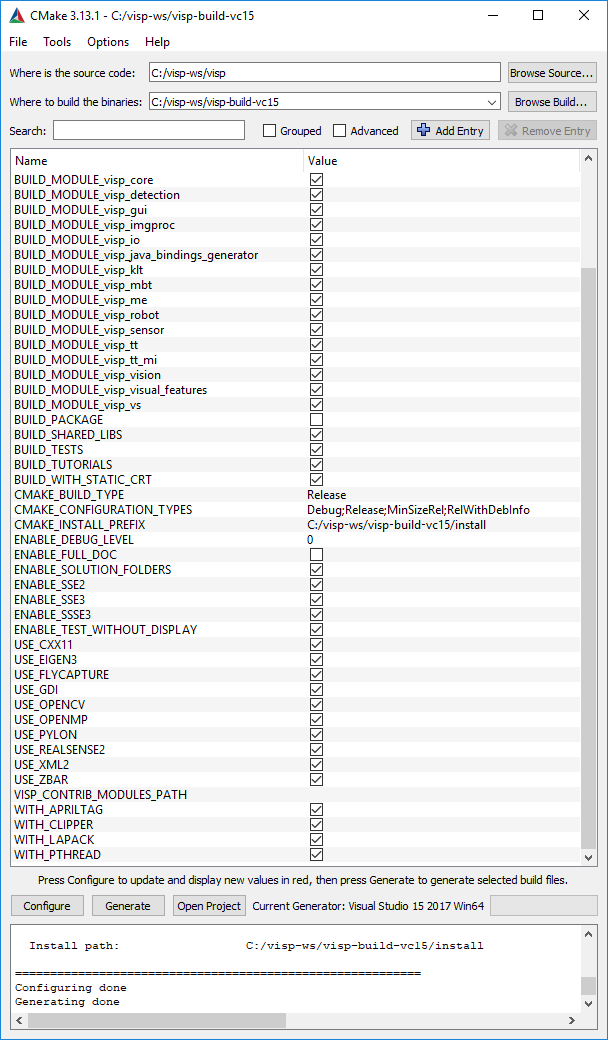 CMake 3.13.1 - C:/visp-ws/visp-build-vc15
File Tools Options Help
Where is the source code: C:/visp-ws/visp Browse Source...
Where to build the binaries: C:/visp-ws/visp-build-vc15 Browse Build...
Search: Grouped Advanced Add Entry Remove Entry
Name Value
BUILD_MODULE_visp_core
BUILD_MODULE_visp_detection
BUILD_MODULE_visp_gui
BUILD_MODULE_visp_imgproc
BUILD_MODULE_visp_io
BUILD_MODULE_visp_java_bindings_generator
BUILD_MODULE_visp_klt
BUILD_MODULE_visp_mbt
BUILD_MODULE_visp_me
BUILD_MODULE_visp_robot
BUILD_MODULE_visp_sensor
BUILD_MODULE_visp_tt
BUILD_MODULE_visp_tt_mi
BUILD_MODULE_visp_vision
BUILD_MODULE_visp_visual_features
BUILD_MODULE_visp_vs
BUILD_PACKAGE
BUILD_SHARED_LIBS
BUILD_TESTS
BUILD_TUTORIALS
BUILD_WITH_STATIC_CRT
CMAKE_BUILD_TYPE Release
CMAKE_CONFIGURATION_TYPES Debug;Release;MinSizeRel;RelWithDebInfo
CMAKE_INSTALL_PREFIX C:/visp-ws/visp-build-vc15/install
ENABLE_DEBUG_LEVEL 0
ENABLE_FULL_DOC
ENABLE_SOLUTION_FOLDERS
ENABLE_SSE2
ENABLE_SSE3
ENABLE_SSSE3
ENABLE_TEST_WITHOUT_DISPLAY
USE_CXX11
USE_EIGEN3
USE_FLYCAPTURE
USE_GDI
USE_OPENCV
USE_OPENMP
USE_PYLON
USE_REALSENSE2
USE_XML2
USE_ZBAR
VISP_CONTRIB_MODULES_PATH
WITH_APRILTAG
WITH_CLIPPER
WITH_LAPACK
WITH_PTHREAD
Press Configure to update and display new values in red, then press Generate to generate selected build files.
Configure Generate Open Project Current Generator: Visual Studio 15 2017 Win64
Install path: C:/visp-ws/visp-build-vc15/install
==========================================================
Configuring done
Generating done